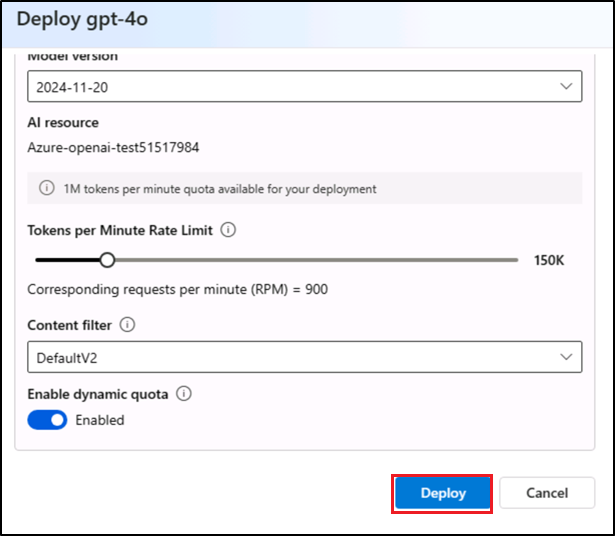 Deploy gpt-4o
Model version
2024-11-20
AI resource
Azure-openai-test51517984
1M tokens per minute quota available for your deployment
Tokens per Minute Rate Limit
150K
Corresponding requests per minute (RPM) = 900
Content filter
DefaultV2
Enable dynamic quota
Enabled
Deploy
Cancel